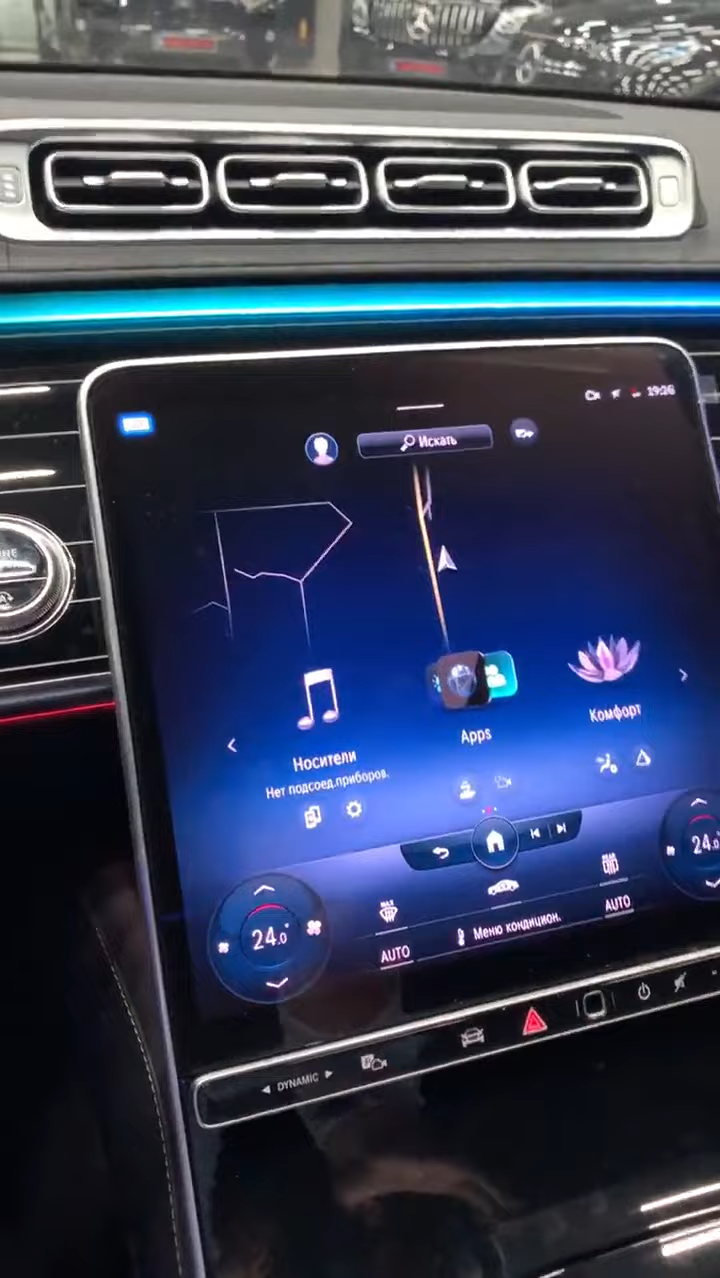 19:26
Искать
Носители
Нет подсоед.приборов.
Apps
Комфорт
24.0°
MAX
AUTO
Меню кондицион.
REAR
AUTO
24.0
DYNAMIC